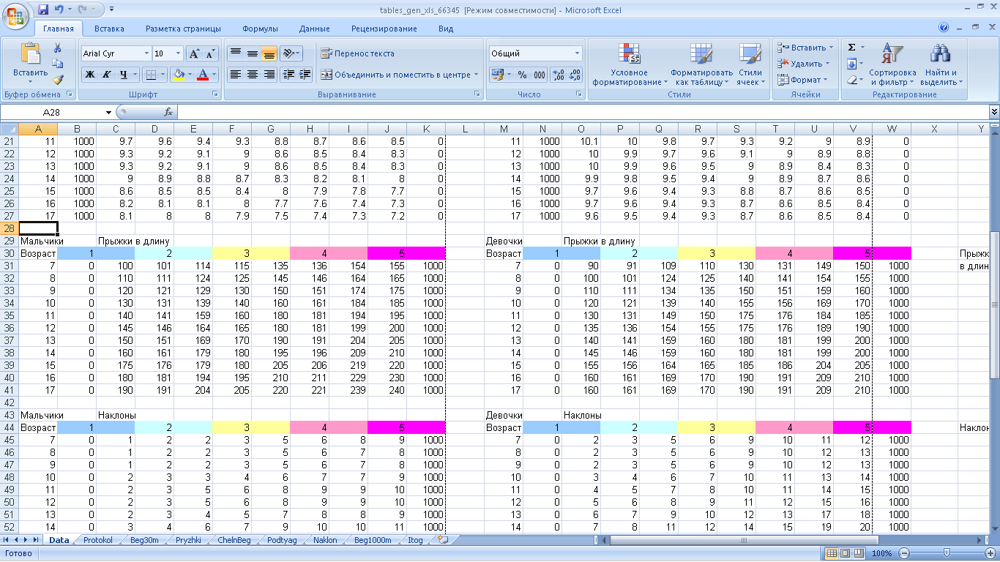 tables_gen_xls_66345 [Режим совместимости] - Microsoft Excel
Главная Вставка Разметка страницы Формулы Данные Рецензирование Вид
Вставить
Буфер обмена
Arial Cyr 10
Ж К Ч
Шрифт
Перенос текста
Объединить и поместить в центре
Выравнивание
Общий
% 000 ,00 ,00
Число
Условное форматирование
Форматировать как таблицу
Стили ячеек
Стили
Вставить
Удалить
Формат
Ячейки
Σ
Сортировка и фильтр
Найти и выделить
Редактирование
A28 fx
A B C D E F G H I J K L M N O P Q R S T U V W X Y
21 11 1000 9.7 9.6 9.4 9.3 8.8 8.7 8.6 8.5 0 11 1000 10.1 10 9.8 9.7 9.3 9.2 9 8.9 0
22 12 1000 9.3 9.2 9.1 9 8.6 8.5 8.4 8.3 0 12 1000 10 9.9 9.7 9.6 9.1 9 8.9 8.8 0
23 13 1000 9.3 9.2 9.1 9 8.6 8.5 8.4 8.3 0 13 1000 10 9.9 9.6 9.5 9 8.9 8.4 8.3 0
24 14 1000 9 8.9 8.8 8.7 8.3 8.2 8.1 8 0 14 1000 9.9 9.8 9.5 9.4 9 8.9 8.7 8.6 0
25 15 1000 8.6 8.5 8.5 8.4 8 7.9 7.8 7.7 0 15 1000 9.7 9.6 9.4 9.3 8.8 8.7 8.6 8.5 0
26 16 1000 8.2 8.1 8.1 8 7.7 7.6 7.4 7.3 0 16 1000 9.7 9.6 9.4 9.3 8.7 8.6 8.5 8.4 0
27 17 1000 8.1 8 8 7.9 7.5 7.4 7.3 7.2 0 17 1000 9.6 9.5 9.4 9.3 8.7 8.6 8.5 8.4 0
28
29 Мальчики Прыжки в длину Девочки Прыжки в длину
30 Возраст 1 2 3 4 5 Возраст 1 2 3 4 5 Прыжк
31 7 0 100 101 114 115 135 136 154 155 1000 7 0 90 91 109 110 130 131 149 150 1000 в длин
32 8 0 110 111 124 125 145 146 164 165 1000 8 0 100 101 124 125 140 141 154 155 1000
33 9 0 120 121 129 130 150 151 174 175 1000 9 0 110 111 134 135 150 151 159 160 1000
34 10 0 130 131 139 140 160 161 184 185 1000 10 0 120 121 139 140 155 156 169 170 1000
35 11 0 140 141 159 160 180 181 194 195 1000 11 0 130 131 149 150 175 176 184 185 1000
36 12 0 145 146 164 165 180 181 199 200 1000 12 0 135 136 154 155 175 176 189 190 1000
37 13 0 150 151 169 170 190 191 204 205 1000 13 0 140 141 159 160 180 181 199 200 1000
38 14 0 160 161 179 180 195 196 209 210 1000 14 0 145 146 159 160 180 181 199 200 1000
39 15 0 175 176 179 180 205 206 219 220 1000 15 0 155 156 164 165 185 186 204 205 1000
40 16 0 180 181 194 195 210 211 229 230 1000 16 0 160 161 169 170 190 191 209 210 1000
41 17 0 190 191 204 205 220 221 239 240 1000 17 0 160 161 169 170 190 191 209 210 1000
42
43 Мальчики Наклоны Девочки Наклоны
44 Возраст 1 2 3 4 5 Возраст 1 2 3 4 5 Наклон
45 7 0 1 2 2 3 5 6 8 9 1000 7 0 2 3 5 6 9 10 11 12 1000
46 8 0 1 2 2 3 5 6 7 8 1000 8 0 2 3 5 6 9 10 12 13 1000
47 9 0 1 2 2 3 5 6 7 8 1000 9 0 2 3 5 6 9 10 12 13 1000
48 10 0 2 3 3 4 6 7 7 9 1000 10 0 3 4 6 7 10 11 13 14 1000
49 11 0 2 3 5 6 8 9 9 10 1000 11 0 4 5 7 8 10 11 14 15 1000
50 12 0 2 3 5 6 8 9 9 10 1000 12 0 5 6 8 9 11 12 15 16 1000
51 13 0 2 3 4 5 7 8 8 9 1000 13 0 6 7 9 10 12 13 17 18 1000
52 14 0 3 4 6 7 9 10 10 11 1000 14 0 7 8 11 12 14 15 19 20 1000
Data Protokol Beg30m Pryzhki ChelnBeg Podtyag Naklon Beg1000m Itog
Готово 100%